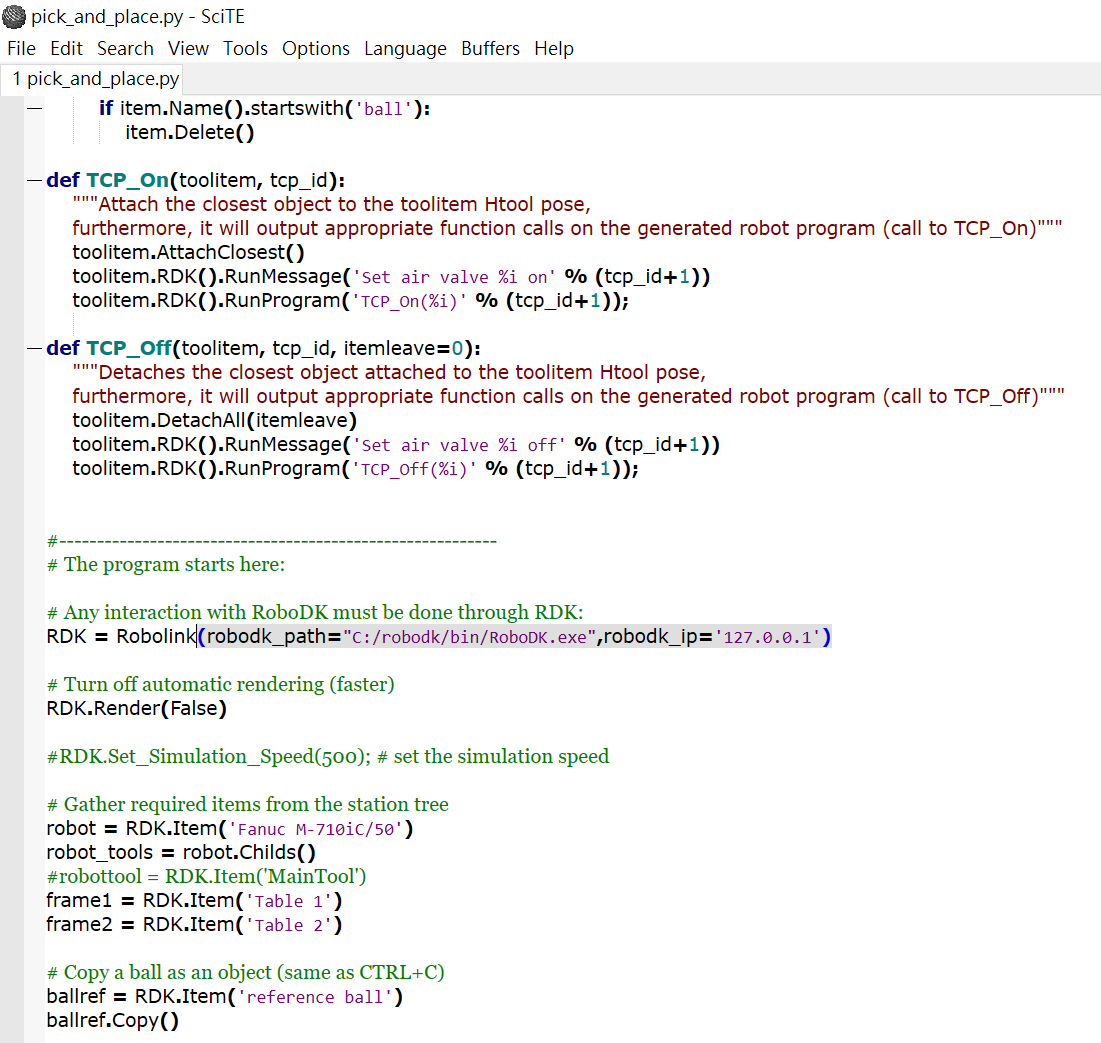 pick_and_place.py - SciTE
File Edit Search View Tools Options Language Buffers Help
1 pick_and_place.py
if item.Name().startswith('ball'):
item.Delete()
def TCP_On(toolitem, tcp_id):
"""Attach the closest object to the toolitem Htool pose,
furthermore, it will output appropriate function calls on the generated robot program (call to TCP_On)"""
toolitem.AttachClosest()
toolitem.RDK().RunMessage('Set air valve %i on' % (tcp_id+1))
toolitem.RDK().RunProgram('TCP_On(%i)' % (tcp_id+1));
def TCP_Off(toolitem, tcp_id, itemleave=0):
"""Detaches the closest object attached to the toolitem Htool pose,
furthermore, it will output appropriate function calls on the generated robot program (call to TCP_Off)"""
toolitem.DetachAll(itemleave)
toolitem.RDK().RunMessage('Set air valve %i off' % (tcp_id+1))
toolitem.RDK().RunProgram('TCP_Off(%i)' % (tcp_id+1));
#----------------------------------------------------------
# The program starts here:
# Any interaction with RoboDK must be done through RDK:
RDK = Robolink(robodk_path="C:/robodk/bin/RoboDK.exe",robodk_ip='127.0.0.1')
# Turn off automatic rendering (faster)
RDK.Render(False)
#RDK.Set_Simulation_Speed(500); # set the simulation speed
# Gather required items from the station tree
robot = RDK.Item('Fanuc M-710iC/50')
robot_tools = robot.Childs()
#robottool = RDK.Item('MainTool')
frame1 = RDK.Item('Table 1')
frame2 = RDK.Item('Table 2')
# Copy a ball as an object (same as CTRL+C)
ballref = RDK.Item('reference ball')
ballref.Copy()